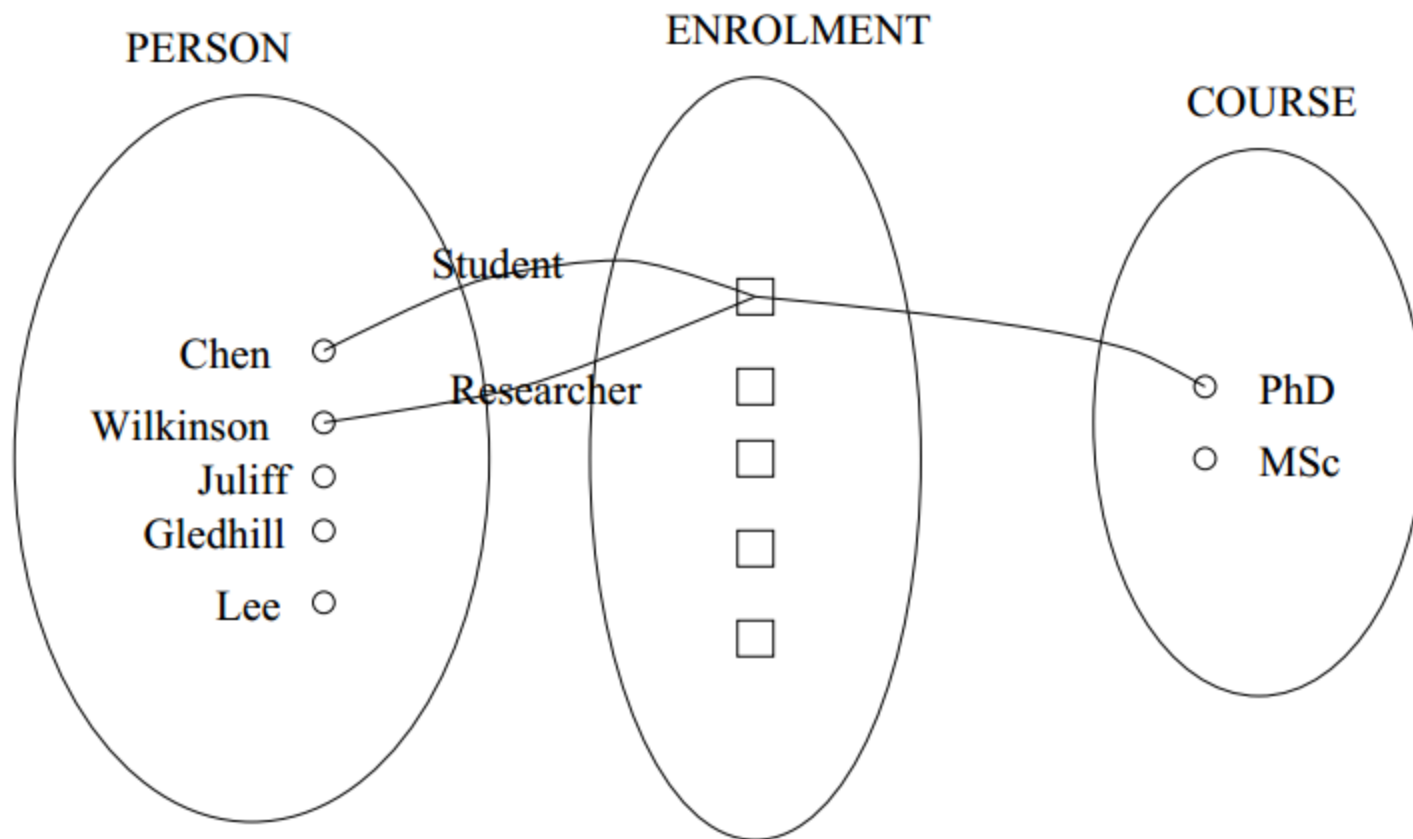 PERSON
ENROLMENT
COURSE
Student
Chen
Researcher
Wilkinson
Juliff
Gledhill
Lee
PhD
MSc